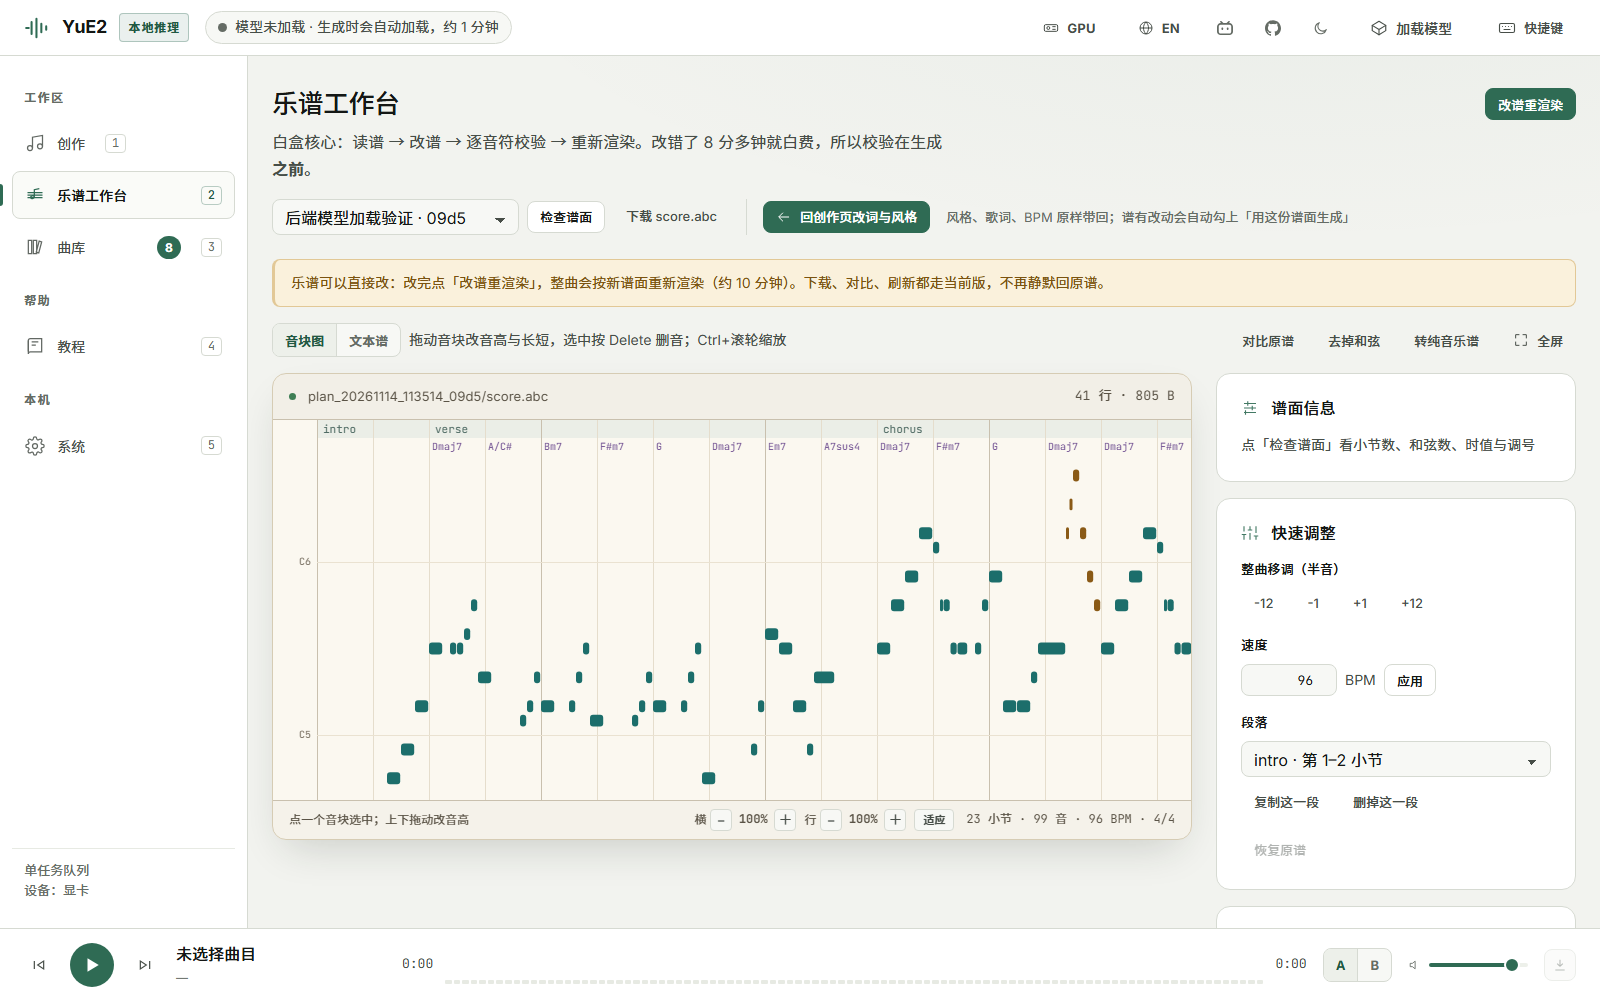 YuE2
本地推理
模型未加载 · 生成时会自动加载，约 1 分钟
GPU
EN
加载模型
快捷键
工作区
创作
1
乐谱工作台
2
曲库
8
3
帮助
教程
4
本机
系统
5
单任务队列
设备：显卡
乐谱工作台
改谱重渲染
白盒核心：读谱 → 改谱 → 逐音符校验 → 重新渲染。改错了 8 分多钟就白费，所以校验在生成
之前。
后端模型加载验证 · 09d5
检查谱面
下载 score.abc
← 回创作页改词与风格
风格、歌词、BPM 原样带回；谱有改动会自动勾上「用这份谱面生成」
乐谱可以直接改：改完点「改谱重渲染」，整曲会按新谱面重新渲染（约 10 分钟）。下载、对比、刷新都走当前版，不再静默回原谱。
音块图
文本谱
拖动音块改音高与长短，选中按 Delete 删音；Ctrl+滚轮缩放
对比原谱
去掉和弦
转纯音乐谱
全屏
plan_20261114_113514_09d5/score.abc
41 行 · 805 B
intro verse chorus
Dmaj7 A/C# Bm7 F#m7 G Dmaj7 Em7 A7sus4 Dmaj7 F#m7 G Dmaj7 Dmaj7 F#m7
C6
C5
点一个音块选中；上下拖动改音高
横 − 100% + 行 − 100% + 适应
23 小节 · 99 音 · 96 BPM · 4/4
谱面信息
点「检查谱面」看小节数、和弦数、时值与调号
快速调整
整曲移调（半音）
-12 -1 +1 +12
速度
96 BPM 应用
段落
intro · 第 1–2 小节
复制这一段 删掉这一段
恢复原谱
未选择曲目
—
0:00
0:00
A B